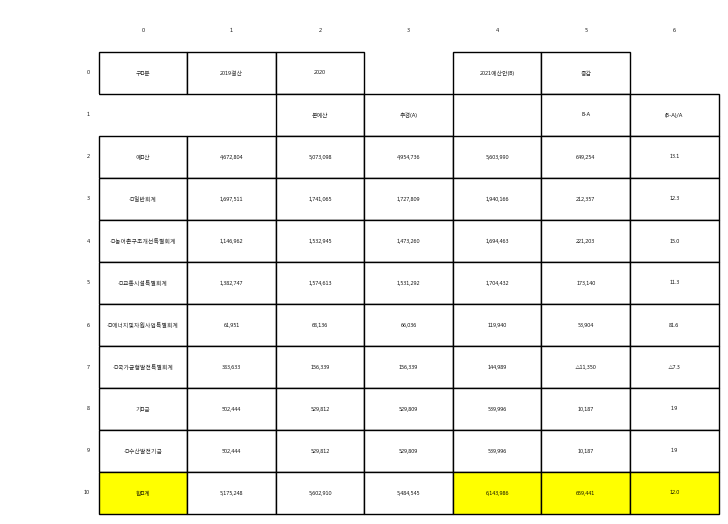 0 1 2 3 4 5 6
0 구□분 2019결산 2020 2021예산안(B) 증감
1 본예산 추경(A) B-A (B-A)/A
2 예□산 4,672,804 5,073,098 4,954,736 5,603,990 649,254 13.1
3 -□일반회계 1,697,511 1,741,065 1,727,809 1,940,166 212,357 12.3
4 -□농어촌구조개선특별회계 1,146,962 1,532,945 1,473,260 1,694,463 221,203 15.0
5 -□교통시설특별회계 1,382,747 1,574,613 1,531,292 1,704,432 173,140 11.3
6 -□에너지및자원사업특별회계 61,951 68,136 66,036 119,940 53,904 81.6
7 -□국가균형발전특별회계 383,633 156,339 156,339 144,989 △11,350 △7.3
8 기□금 502,444 529,812 529,809 539,996 10,187 1.9
9 -□수산발전기금 502,444 529,812 529,809 539,996 10,187 1.9
10 합□계 5,175,248 5,602,910 5,484,545 6,143,986 659,441 12.0